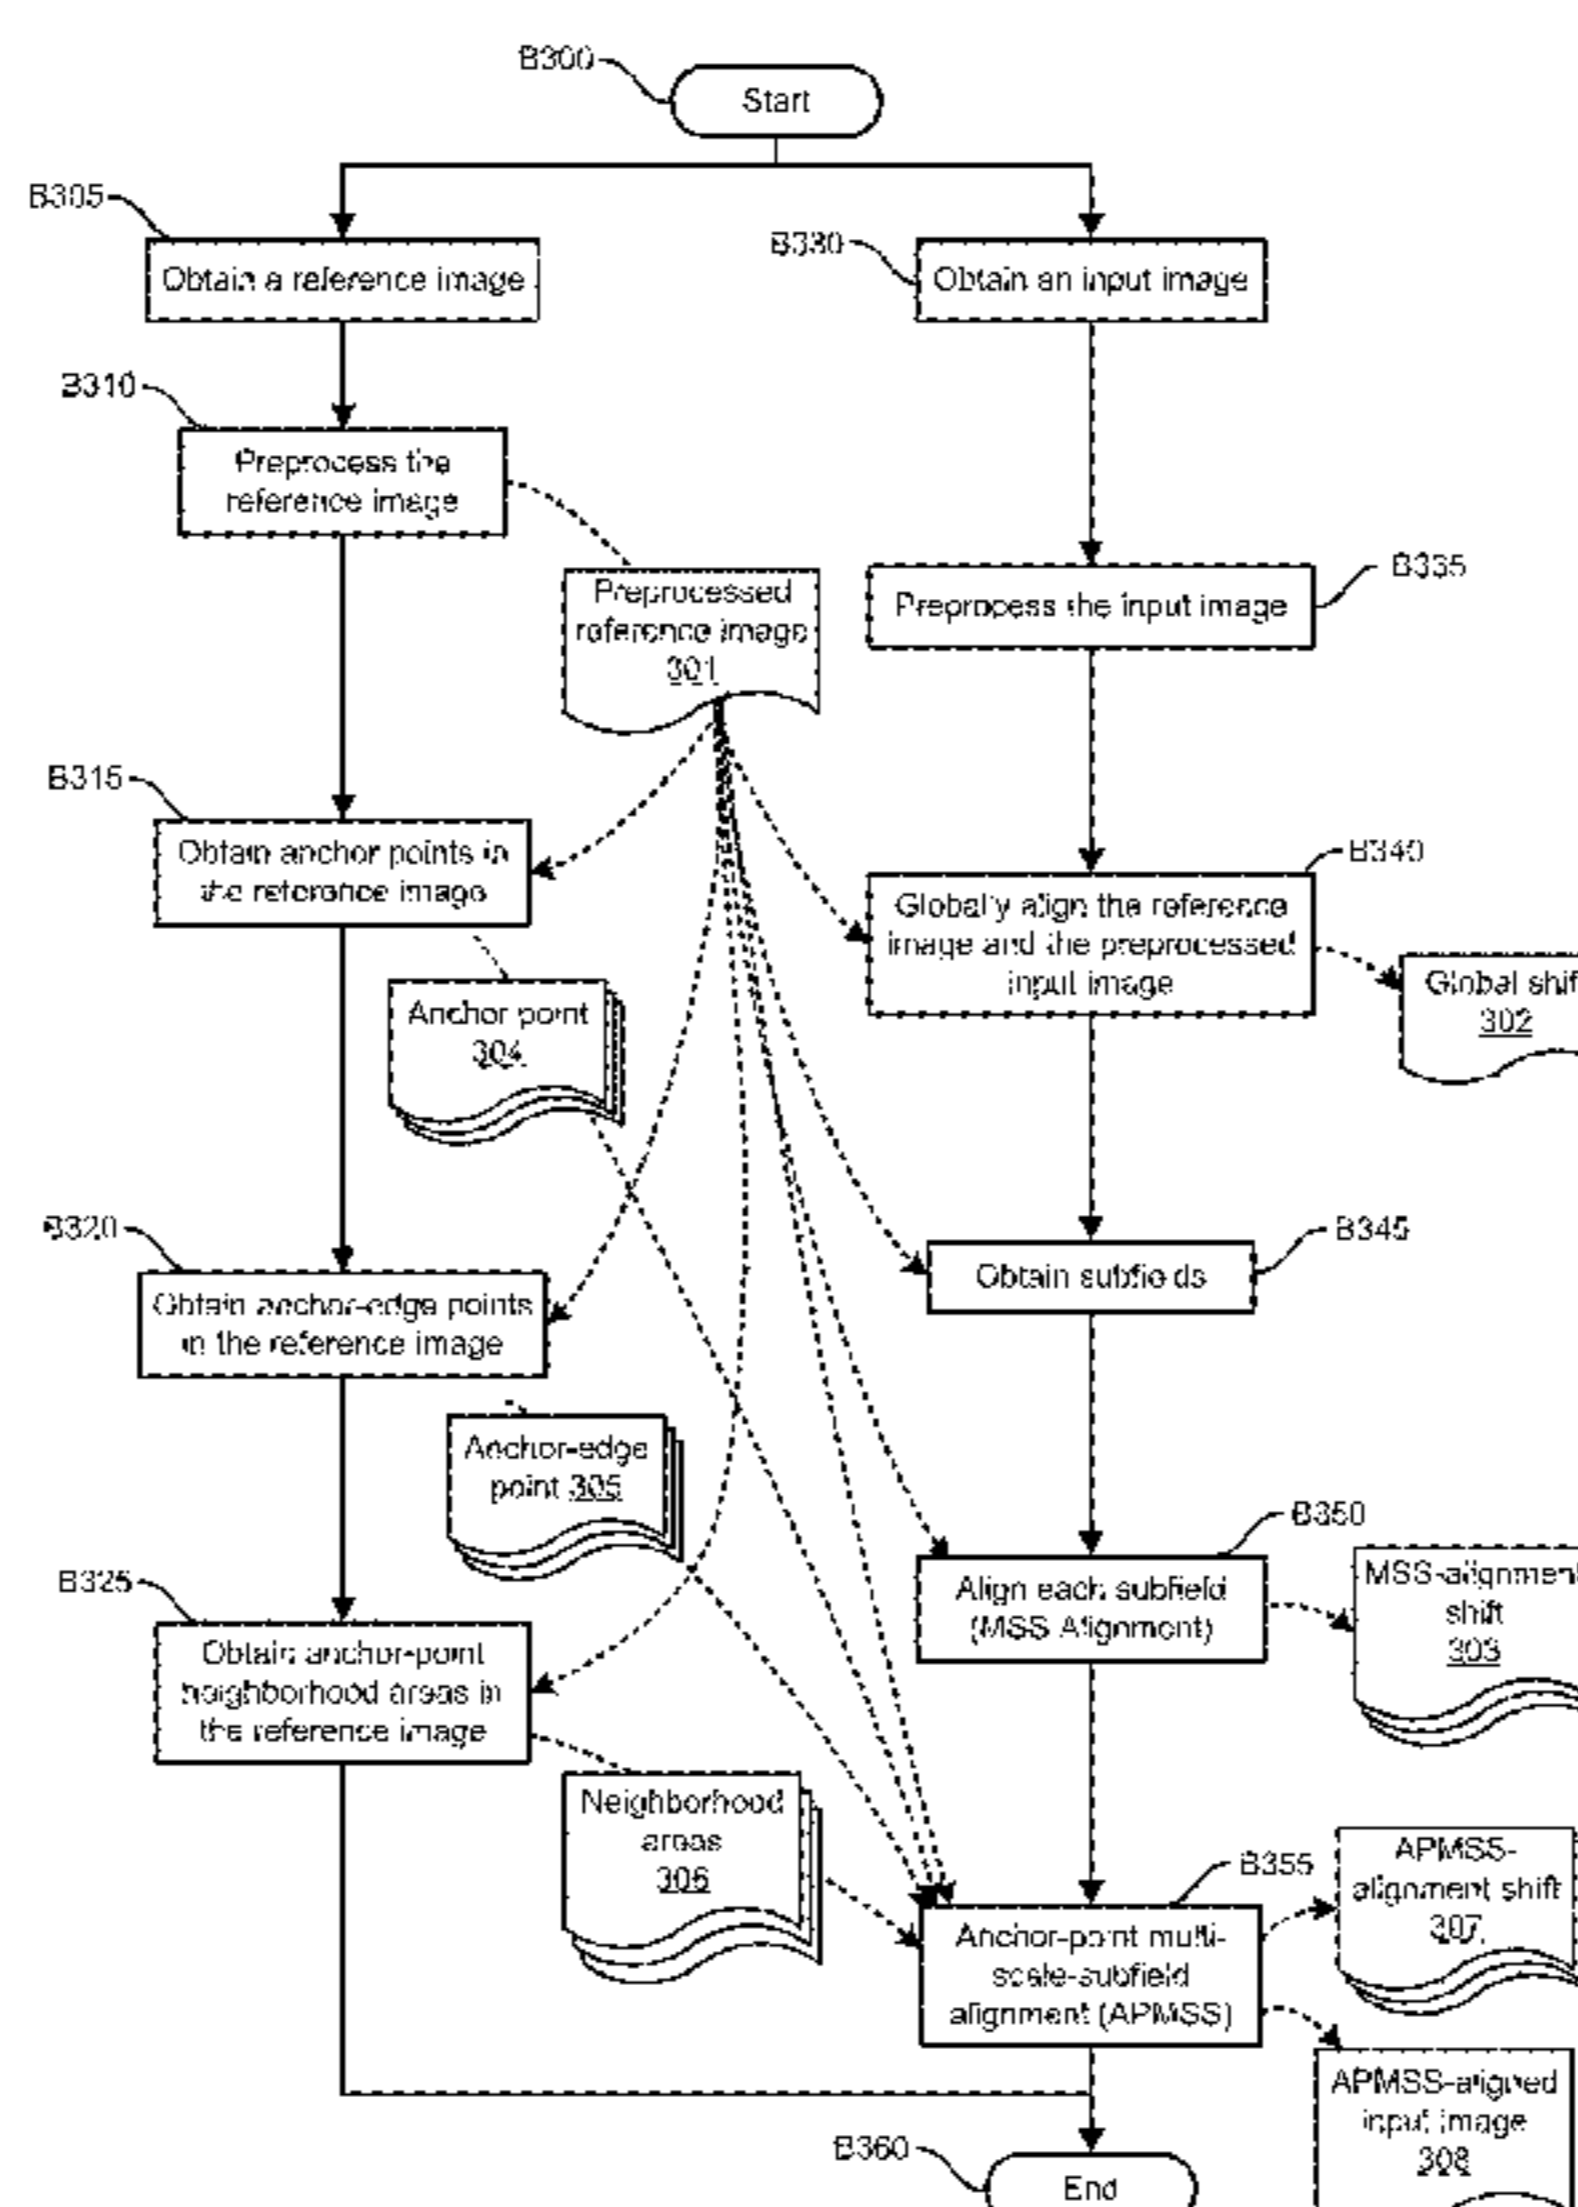 B300
Start
B305
Obtain a reference image
B330
Obtain an input image
B310
Preprocess the
reference image
Preprocessed
reference image
301
B335
Preprocess the input image
B315
Obtain anchor points in
the reference image
B340
Globally align the reference
image and the preprocessed
input image
Global shif
302
Anchor point
304
B320
Obtain anchor-edge points
in the reference image
B345
Obtain subfields
Anchor-edge
point 305
B350
Align each subfield
(MSS Alignment)
MSS-alignment
shift
303
B325
Obtain anchor-point
neighborhood areas in
the reference image
Neighborhood
areas
306
B355
Anchor-point multi-
scale-subfield
alignment (APMSS)
APMSS-
alignment shift
307
APMSS-aligned
input image
308
B360
End